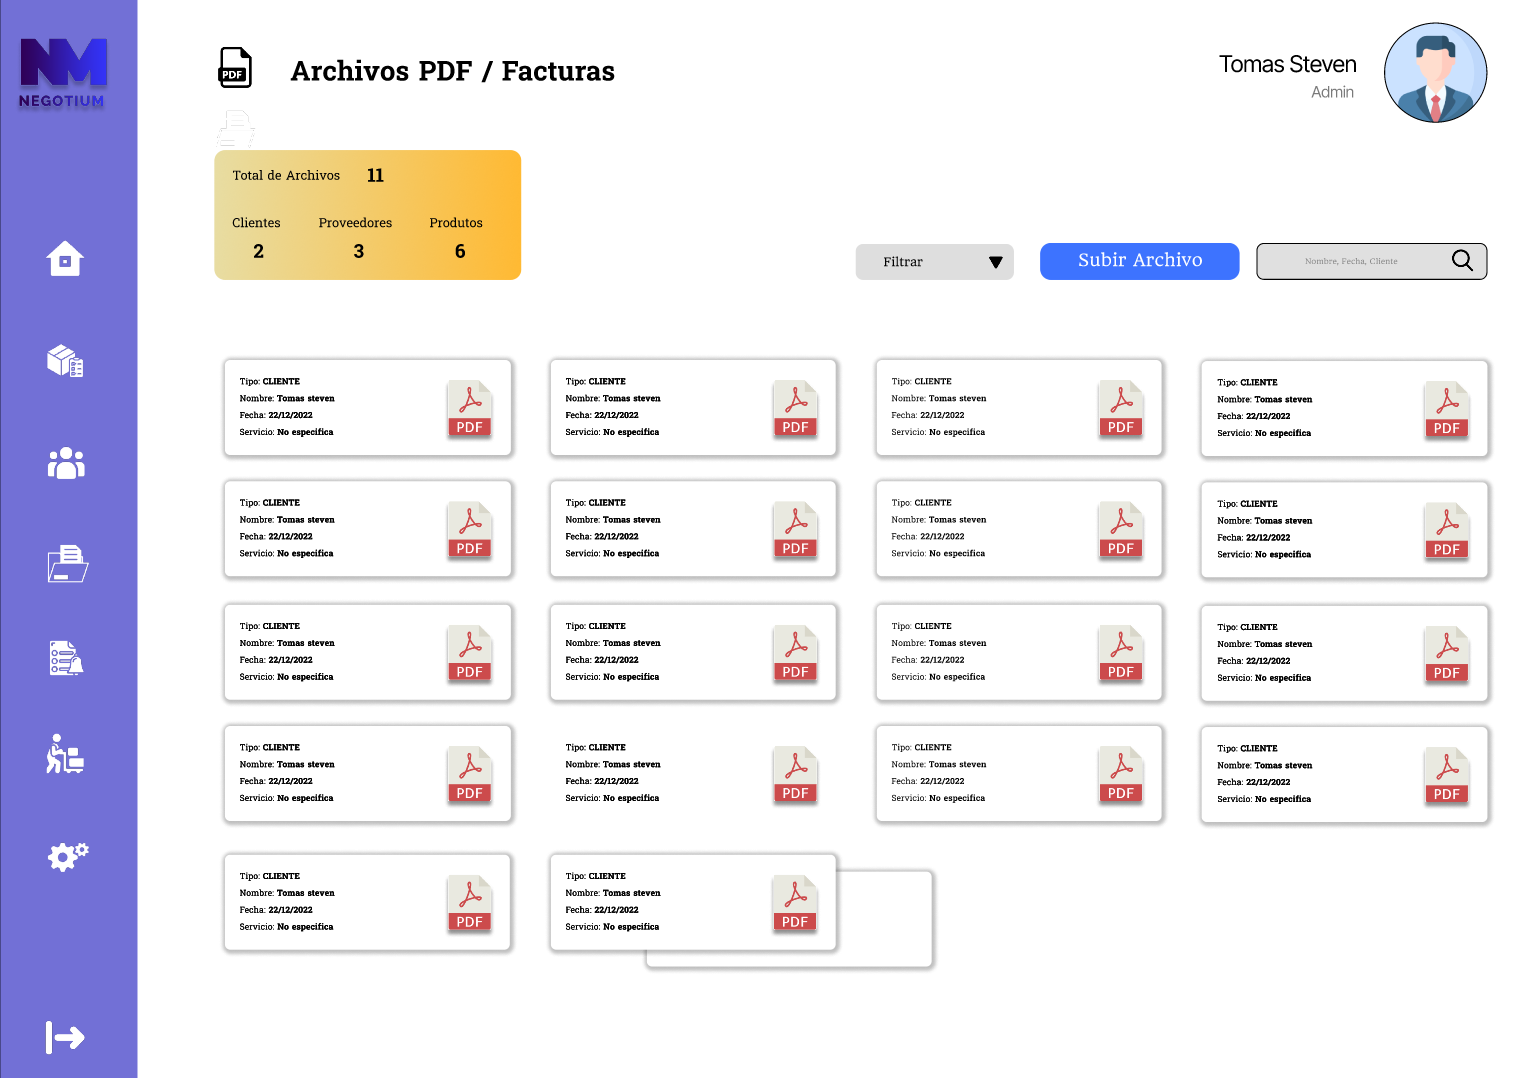 NM
NEGOTIUM
PDF
Archivos PDF / Facturas
Tomas Steven
Admin
Total de Archivos 11
Clientes Proveedores Produtos
2 3 6
Filtrar
Subir Archivo
Nombre, Fecha, Cliente
Tipo: CLIENTE
Nombre: Tomas steven
Fecha: 22/12/2022
Servicio: No especifica
PDF
Tipo: CLIENTE
Nombre: Tomas steven
Fecha: 22/12/2022
Servicio: No especifica
PDF
Tipo: CLIENTE
Nombre: Tomas steven
Fecha: 22/12/2022
Servicio: No especifica
PDF
Tipo: CLIENTE
Nombre: Tomas steven
Fecha: 22/12/2022
Servicio: No especifica
PDF
Tipo: CLIENTE
Nombre: Tomas steven
Fecha: 22/12/2022
Servicio: No especifica
PDF
Tipo: CLIENTE
Nombre: Tomas steven
Fecha: 22/12/2022
Servicio: No especifica
PDF
Tipo: CLIENTE
Nombre: Tomas steven
Fecha: 22/12/2022
Servicio: No especifica
PDF
Tipo: CLIENTE
Nombre: Tomas steven
Fecha: 22/12/2022
Servicio: No especifica
PDF
Tipo: CLIENTE
Nombre: Tomas steven
Fecha: 22/12/2022
Servicio: No especifica
PDF
Tipo: CLIENTE
Nombre: Tomas steven
Fecha: 22/12/2022
Servicio: No especifica
PDF
Tipo: CLIENTE
Nombre: Tomas steven
Fecha: 22/12/2022
Servicio: No especifica
PDF
Tipo: CLIENTE
Nombre: Tomas steven
Fecha: 22/12/2022
Servicio: No especifica
PDF
Tipo: CLIENTE
Nombre: Tomas steven
Fecha: 22/12/2022
Servicio: No especifica
PDF
Tipo: CLIENTE
Nombre: Tomas steven
Fecha: 22/12/2022
Servicio: No especifica
PDF
Tipo: CLIENTE
Nombre: Tomas steven
Fecha: 22/12/2022
Servicio: No especifica
PDF
Tipo: CLIENTE
Nombre: Tomas steven
Fecha: 22/12/2022
Servicio: No especifica
PDF
Tipo: CLIENTE
Nombre: Tomas steven
Fecha: 22/12/2022
Servicio: No especifica
PDF
Tipo: CLIENTE
Nombre: Tomas steven
Fecha: 22/12/2022
Servicio: No especifica
PDF